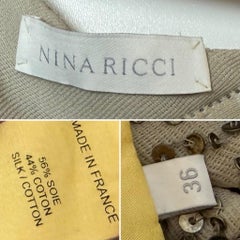 NINA RICCI
MADE IN FRANCE
56% SOIE
44% COTON
SILK / COTTON
36